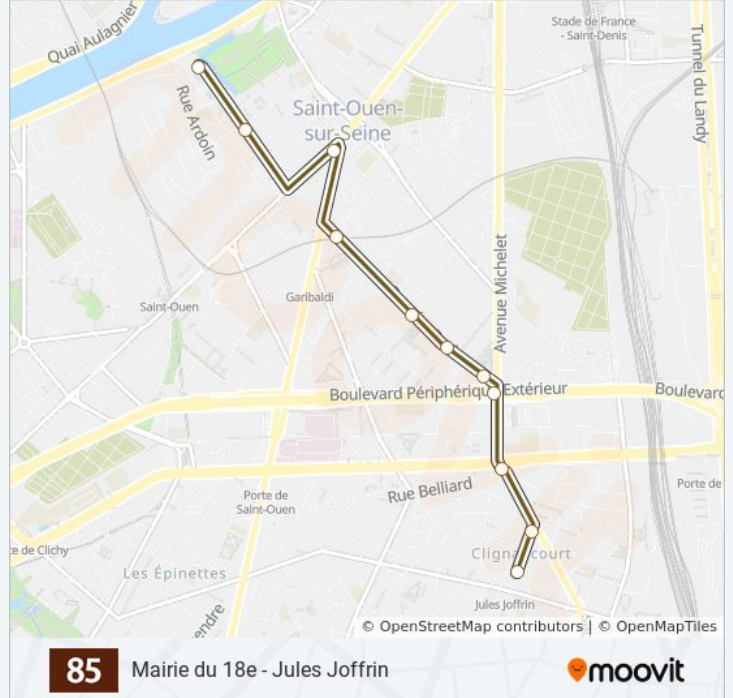 Quai Aulagnier
Stade de France
- Saint-Denis
Tunnel du Landy
Rue Ardoin
Saint-Ouen-
sur-Seine
Avenue Michelet
Garibaldi
Saint-Ouen
Boulevard Périphérique Extérieur
Boulevard
Rue Belliard
Porte de
Saint-Ouen
Porte de
te de Clichy
Clignancourt
Les Épinettes
Jules Joffrin
endre
© OpenStreetMap contributors | © OpenMapTiles
85 Mairie du 18e - Jules Joffrin
moovit